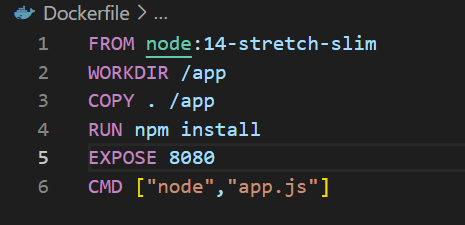 Dockerfile > ...
1 FROM node:14-stretch-slim
2 WORKDIR /app
3 COPY . /app
4 RUN npm install
5 EXPOSE 8080
6 CMD ["node","app.js"]